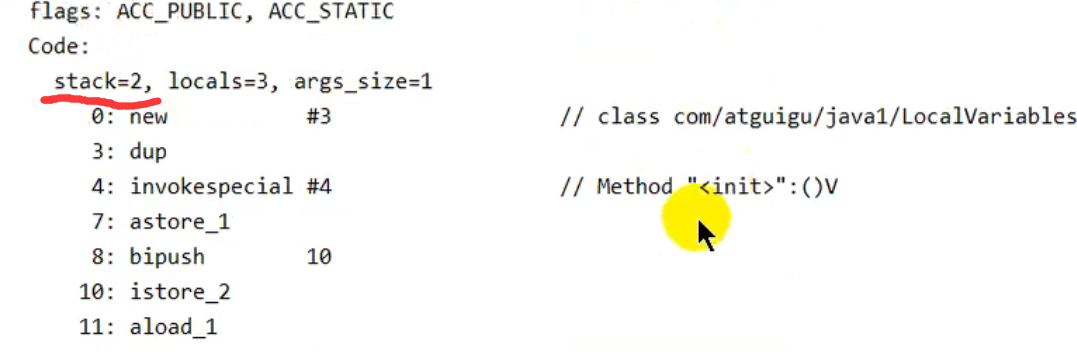 flags: ACC_PUBLIC, ACC_STATIC
Code:
stack=2, locals=3, args_size=1
0: new #3 // class com/atguigu/java1/LocalVariables
3: dup
4: invokespecial #4 // Method "<init>":()V
7: astore_1
8: bipush 10
10: istore_2
11: aload_1